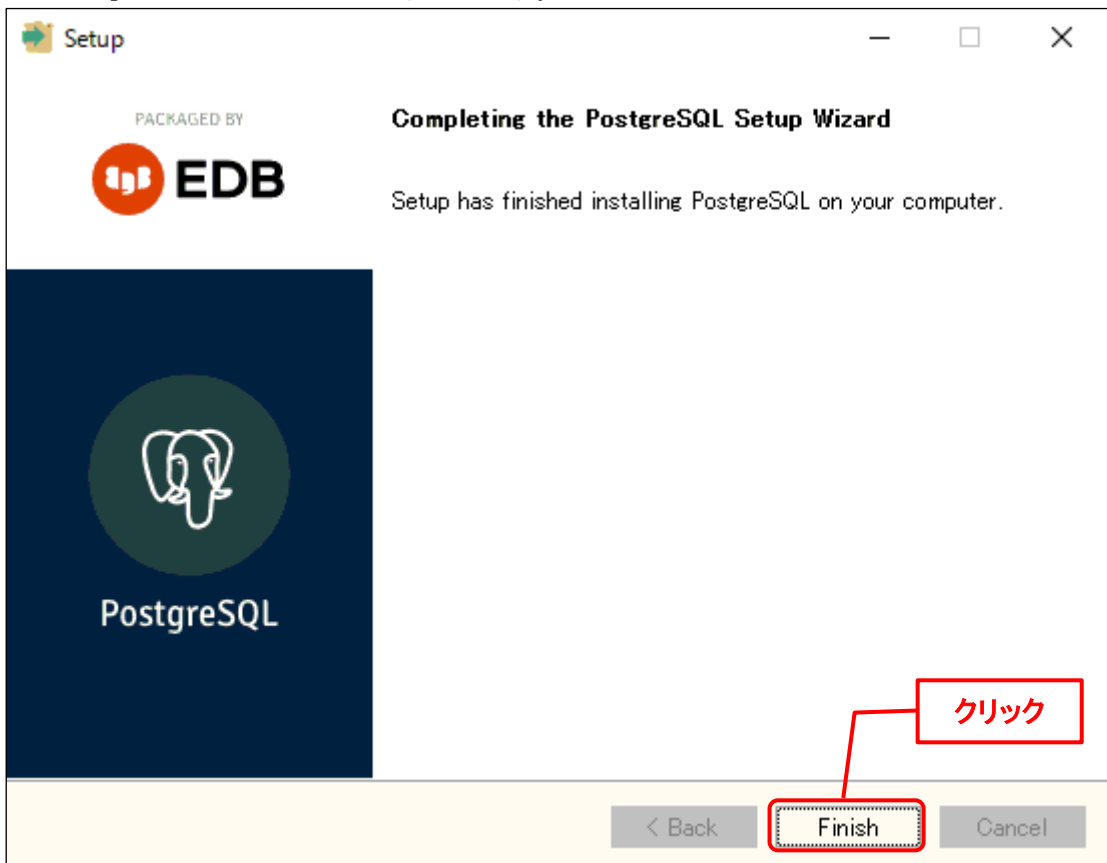 Setup
PACKAGED BY
EDB
Completing the PostgreSQL Setup Wizard
Setup has finished installing PostgreSQL on your computer.
PostgreSQL
クリック
< Back
Finish
Cancel